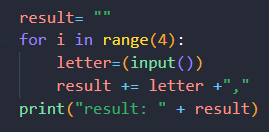 result= ""
for i in range(4):
    letter=(input())
    result += letter +","
print("result: " + result)